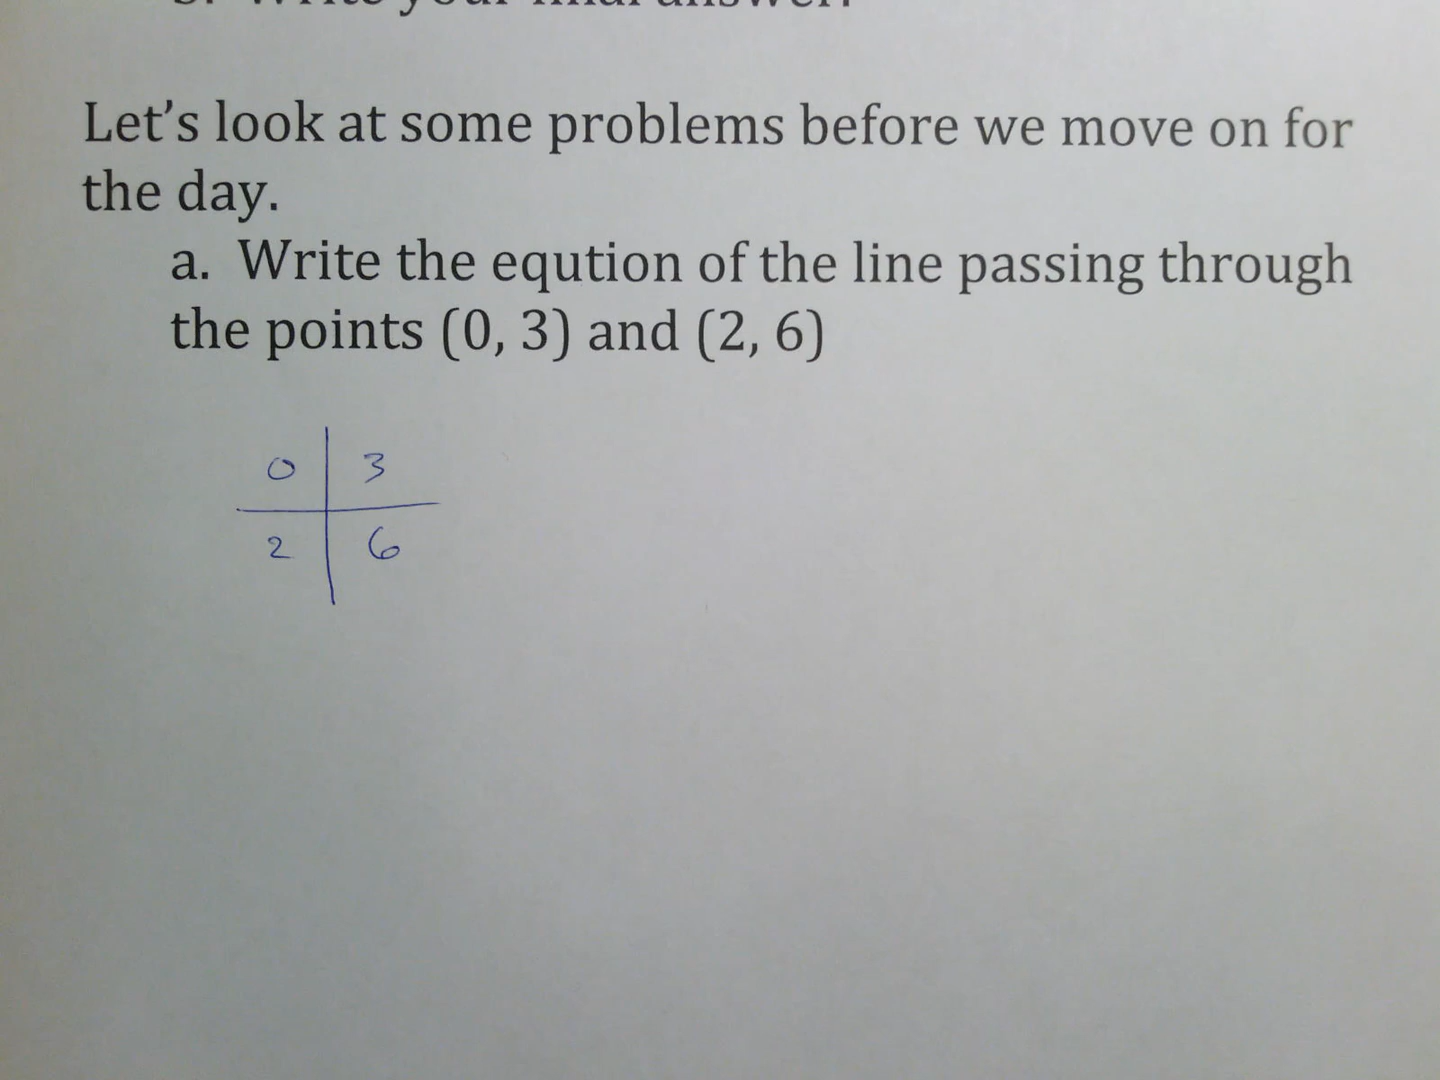 Let's look at some problems before we move on for
the day.
a. Write the eqution of the line passing through
the points (0, 3) and (2, 6)
0 3
2 6